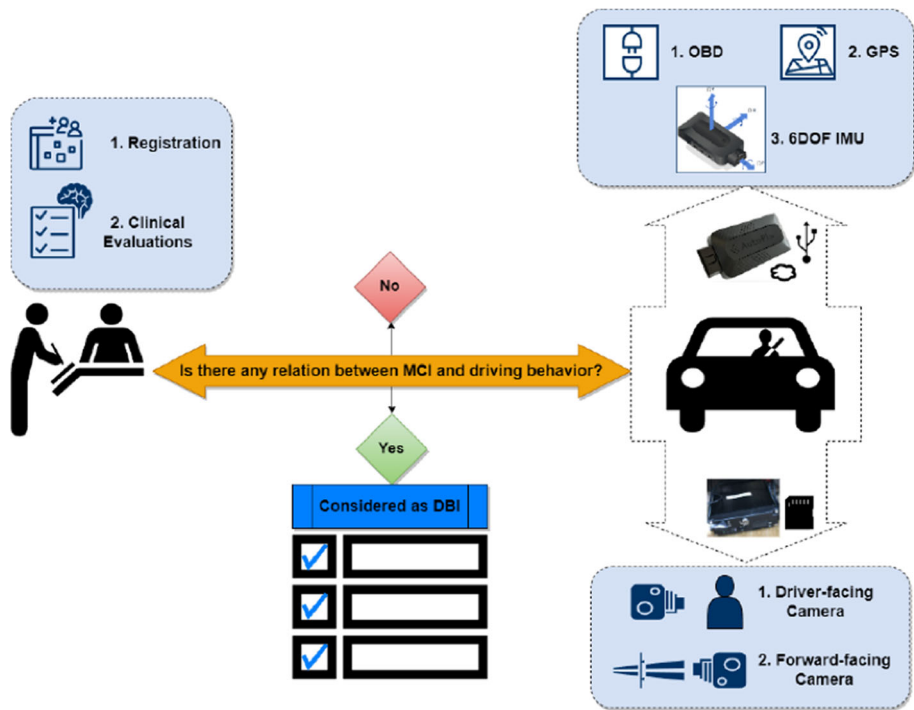 1. OBD
2. GPS
3. 6DOF IMU
1. Registration
2. Clinical
Evaluations
No
Is there any relation between MCI and driving behavior?
Yes
Considered as DBI
1. Driver-facing
Camera
2. Forward-facing
Camera